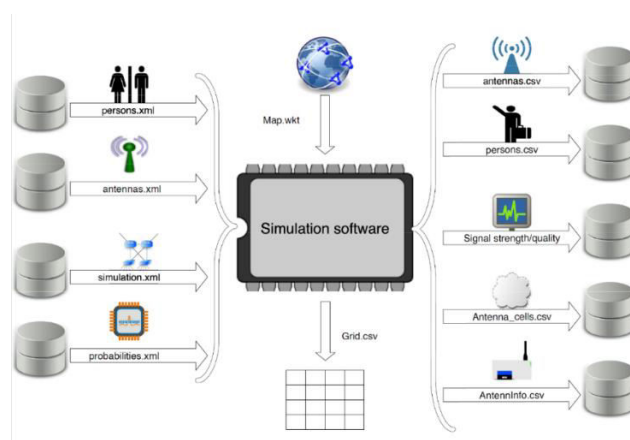 persons.xml
antennas.xml
simulation.xml
probabilities.xml
Map.wkt
Simulation software
Grid.csv
antennas.csv
persons.csv
Signal strength/quality
Antenna_cells.csv
AntennInfo.csv